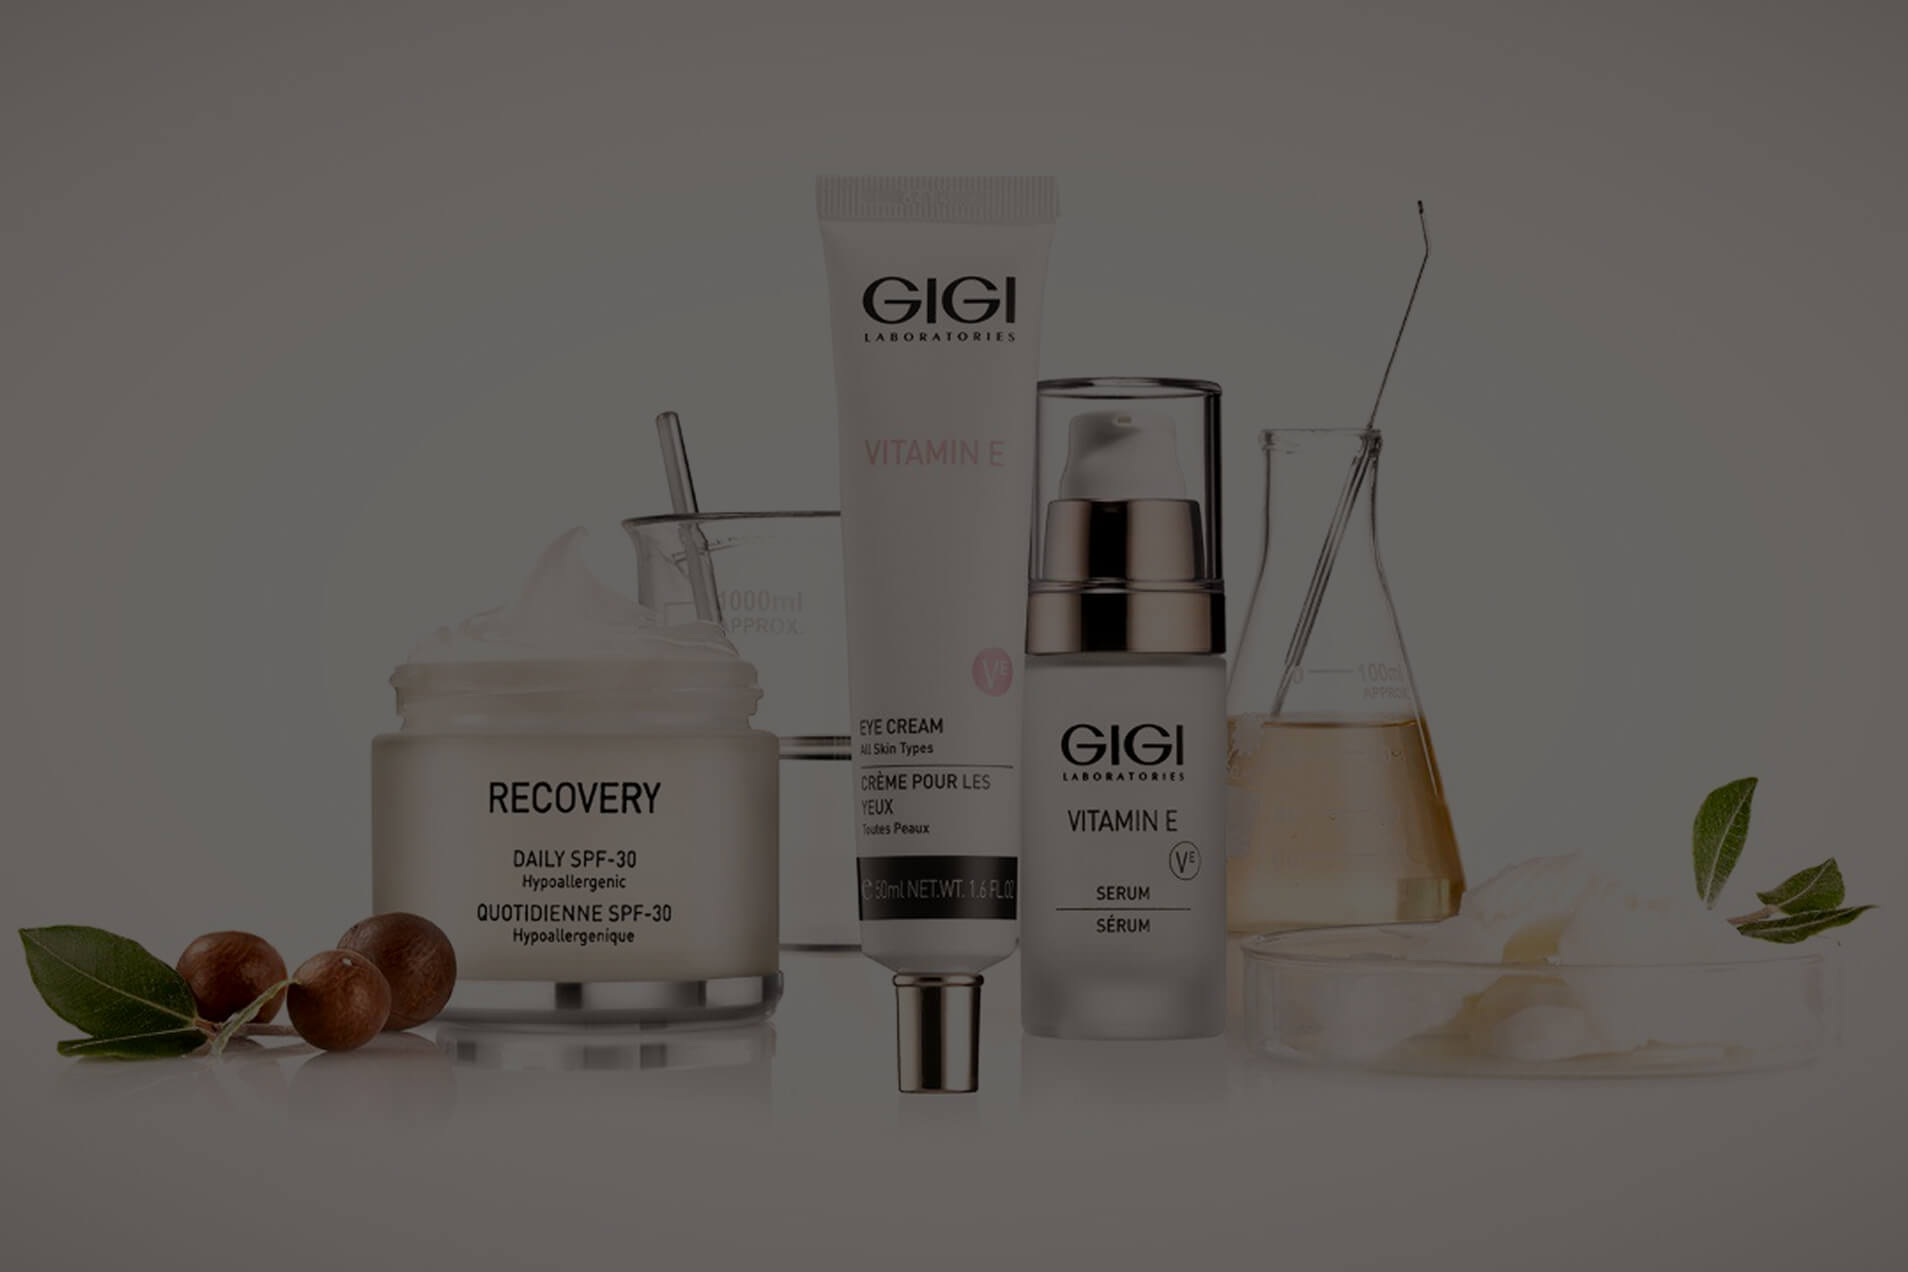 RECOVERY
DAILY SPF-30
Hypoallergenic
QUOTIDIENNE SPF-30
Hypoallergenique
1000ml
APPROX.
GIGI
LABORATORIES
VITAMIN E
VE
EYE CREAM
All Skin Types
CRÈME POUR LES
YEUX
Toutes Peaux
50ml NET.WT. 1.6 FL.OZ
GIGI
LABORATORIES
VITAMIN E
VE
SERUM
SÉRUM
100ml
APPROX